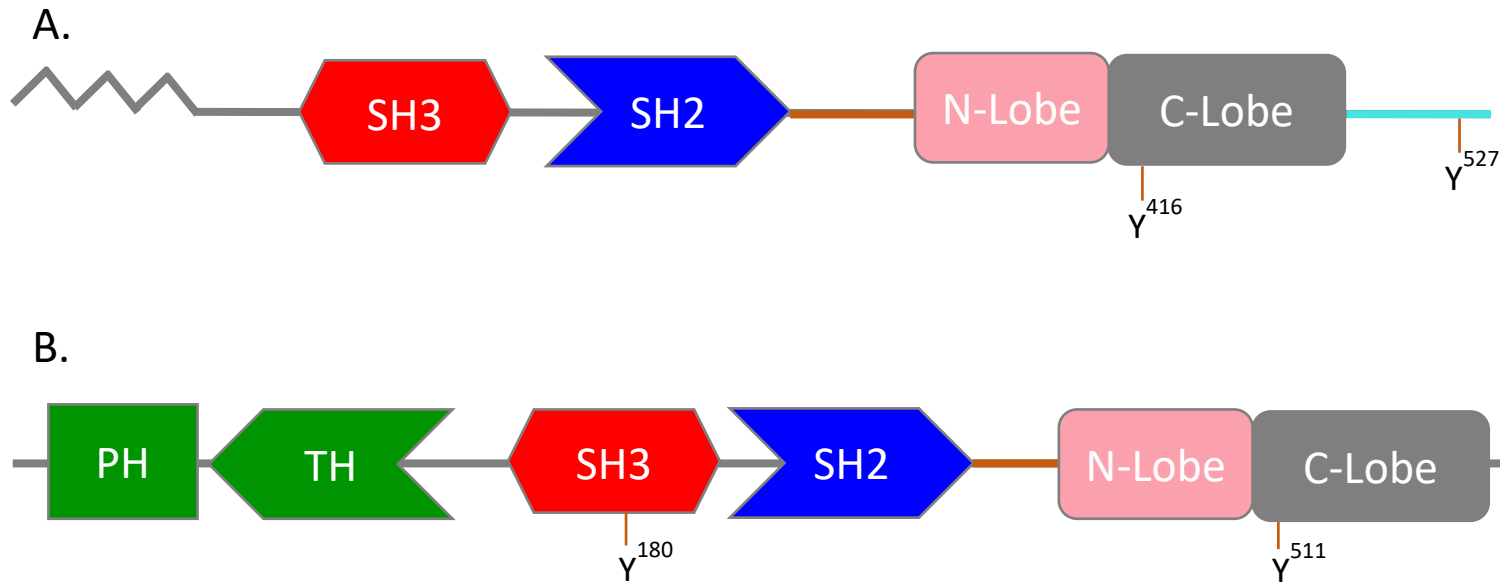 A.
SH3 SH2 N-Lobe C-Lobe
Y527
Y416
B.
PH TH SH3 SH2 N-Lobe C-Lobe
Y180 Y511